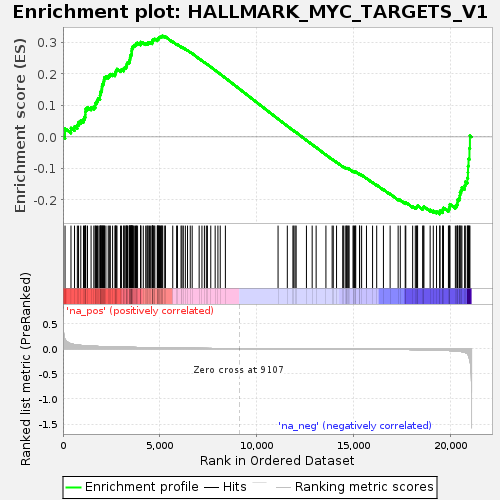 Enrichment plot: HALLMARK_MYC_TARGETS_V1
Enrichment score (ES)
0.3
0.2
0.1
0.0
-0.1
-0.2
'na_pos' (positively correlated)
Ranked list metric (PreRanked)
0.5
0.0
-0.5
-1.0
-1.5
Zero cross at 9107
'na_neg' (negatively correlated)
0
5,000
10,000
15,000
20,000
Rank in Ordered Dataset
Enrichment profile
Hits
Ranking metric scores